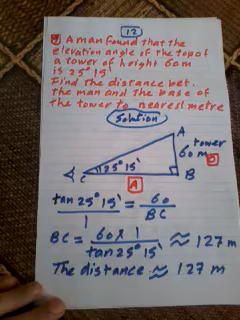 12
A man found that the
elevation angle of the top of
a tower of height 60 m
is 25° 15`
Find the distance bet.
the man and the base of
the tower to nearest metre
Solution
A
tower
60 m O
25° 15`
C
B
A
tan 25° 15` = 60
1 BC
BC = 60 x 1 ≈ 127 m
tan 25° 15`
The distance ≈ 127 m